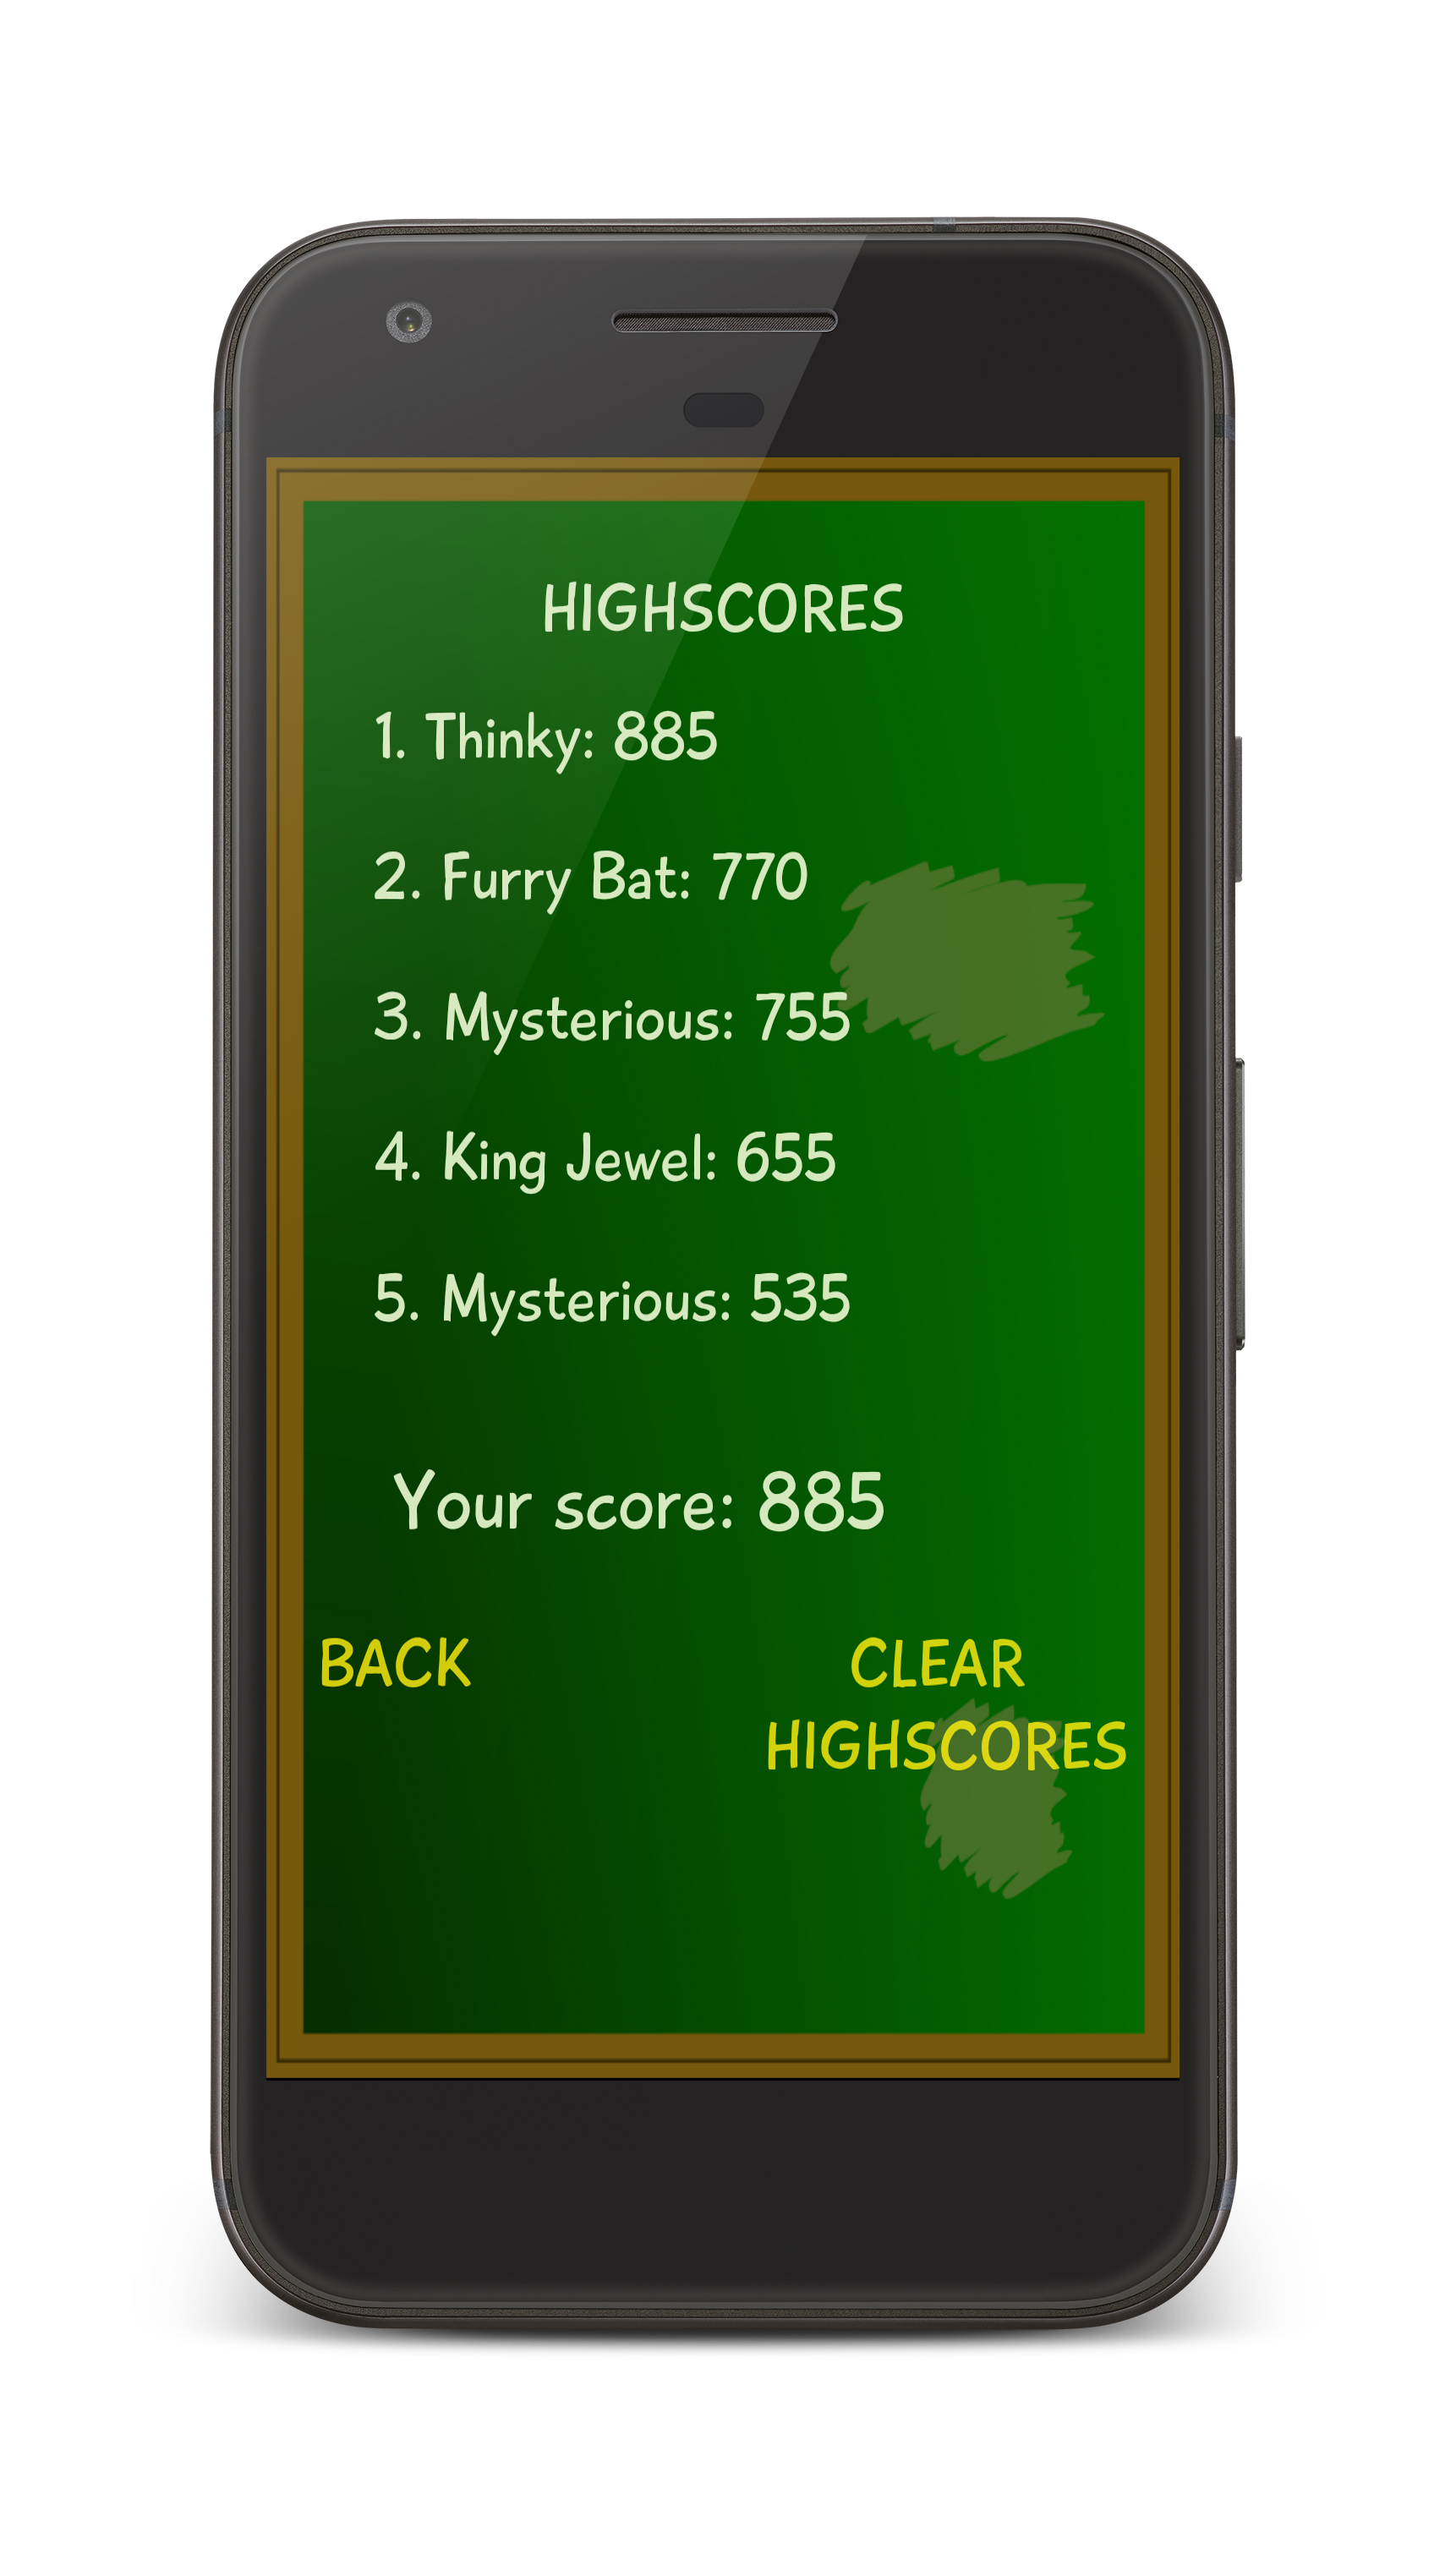 HIGHSCORES
1. Thinky: 885
2. Furry Bat: 770
3. Mysterious: 755
4. King Jewel: 655
5. Mysterious: 535
Your score: 885
BACK
CLEAR
HIGHSCORES